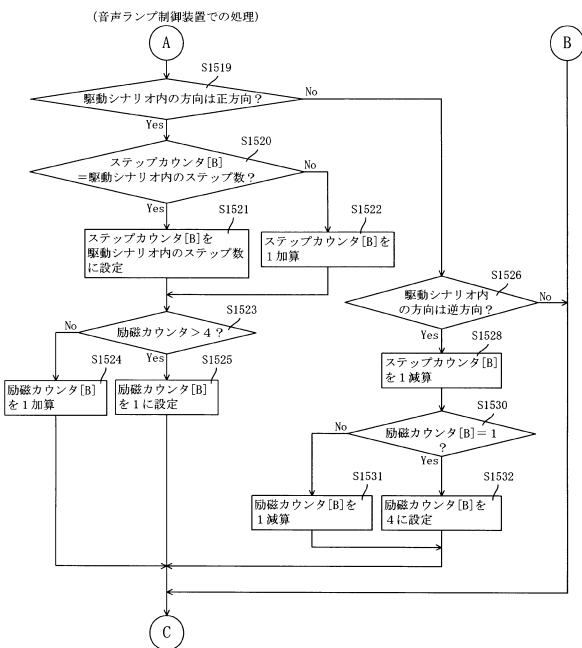 (音声ランプ制御装置での処理)
A
B
S1519
駆動シナリオ内の方向は正方向?
No
Yes
S1520
ステップカウンタ[B]
=駆動シナリオ内のステップ数?
No
Yes
S1521
ステップカウンタ[B]を
駆動シナリオ内のステップ数
に設定
S1522
ステップカウンタ[B]を
1加算
S1523
励磁カウンタ>4?
No
Yes
S1524
励磁カウンタ[B]
を1加算
S1525
励磁カウンタ[B]
を1に設定
S1526
駆動シナリオ内
の方向は逆方向?
No
Yes
S1528
ステップカウンタ[B]
を1減算
S1530
励磁カウンタ[B]=1
?
No
Yes
S1531
励磁カウンタ[B]を
1減算
S1532
励磁カウンタ[B]を
4に設定
C